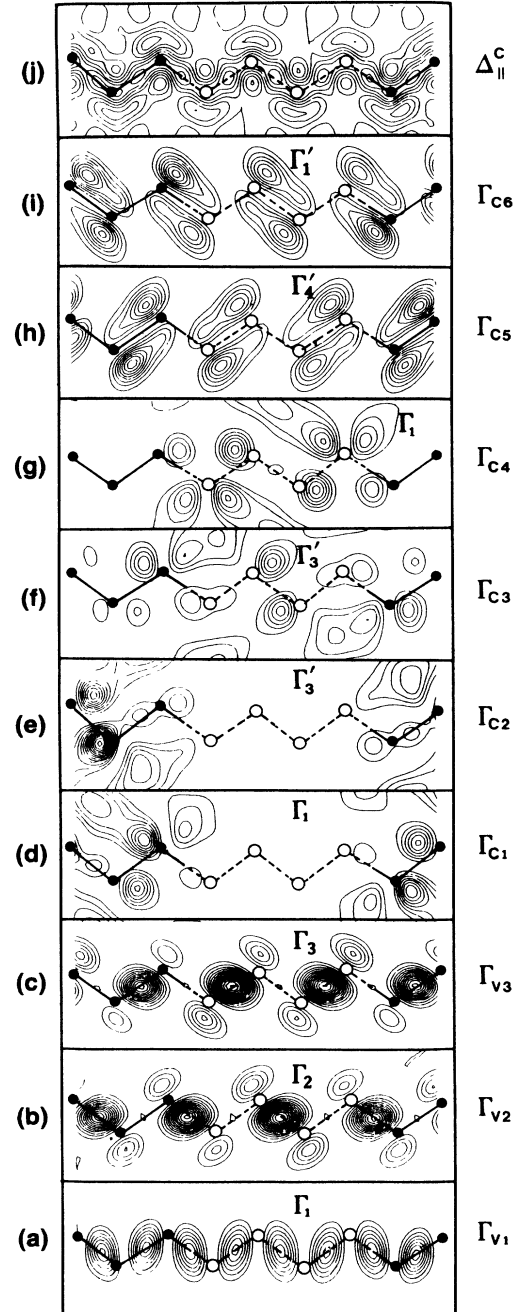 (j) Δ∥ᶜ
(i) Γ₁′ Γc6
(h) Γ₄′ Γc5
(g) Γ₁ Γc4
(f) Γ₃′ Γc3
(e) Γ₃′ Γc2
(d) Γ₁ Γc1
(c) Γ₃ Γv3
(b) Γ₂ Γv2
(a) Γ₁ Γv1